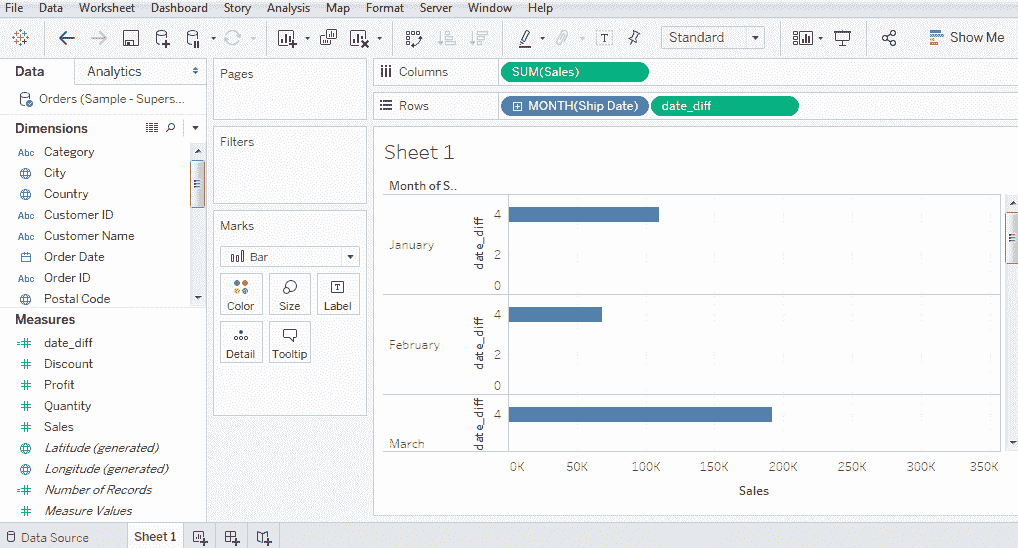 File Data Worksheet Dashboard Story Analysis Map Format Server Window Help
Standard
Show Me
Data Analytics
Orders (Sample - Supers...
Dimensions
Abc Category
City
Country
Abc Customer ID
Abc Customer Name
Order Date
Abc Order ID
Postal Code
Measures
date_diff
Discount
Profit
Quantity
Sales
Latitude (generated)
Longitude (generated)
Number of Records
Measure Values
Pages
Filters
Marks
Bar
Color Size Label
Detail Tooltip
Columns SUM(Sales)
Rows MONTH(Ship Date) date_diff
Sheet 1
Month of S..
January date_diff 4 2 0
February date_diff 4 2 0
March date_diff 4
0K 50K 100K 150K 200K 250K 300K 350K
Sales
Data Source Sheet 1